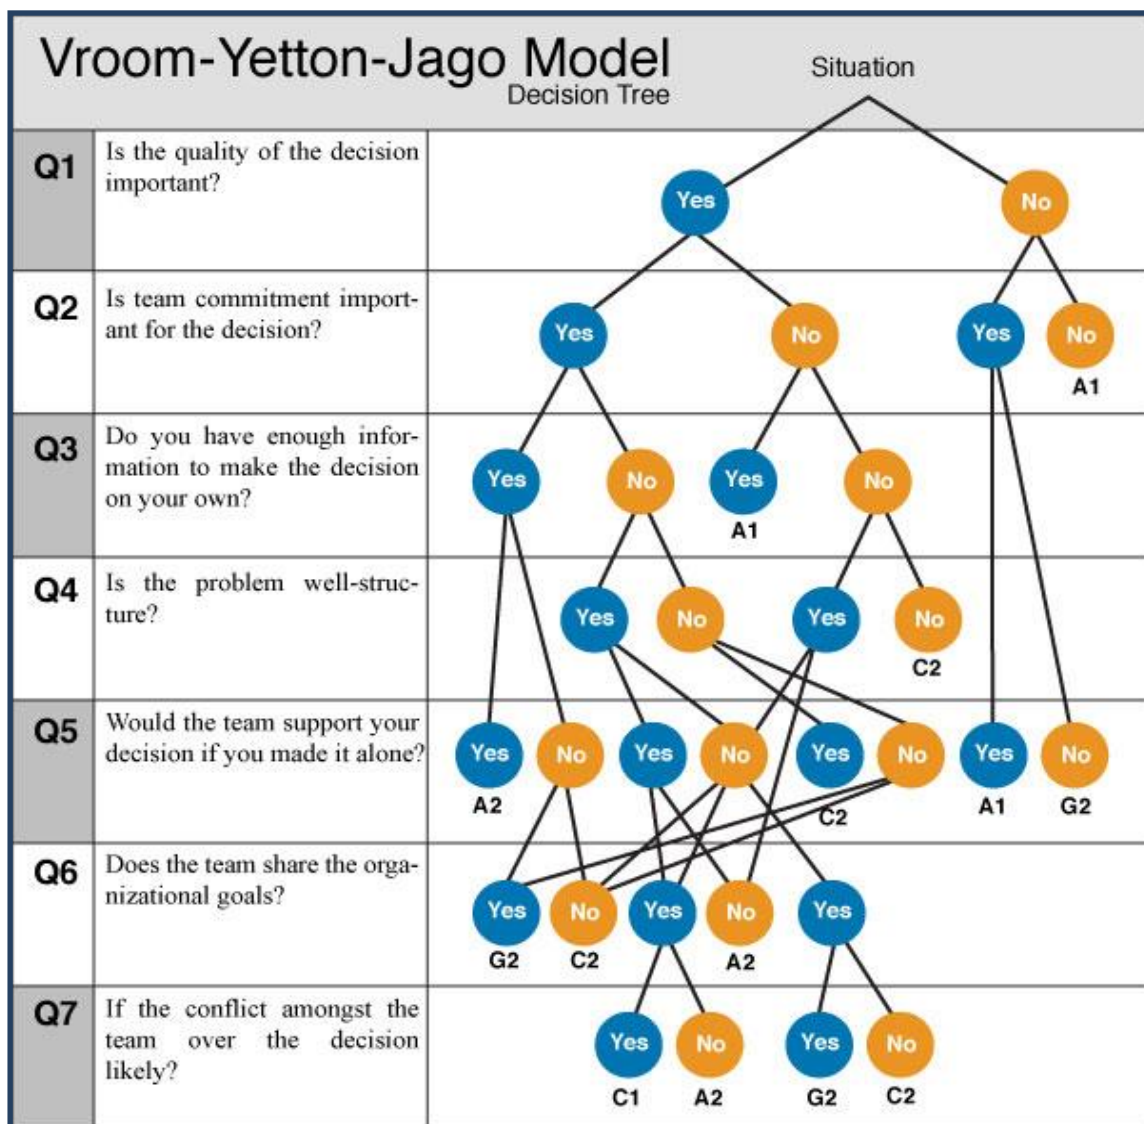 Vroom-Yetton-Jago Model
Decision Tree
Situation
Q1
Is the quality of the decision
important?
Yes
No
Q2
Is team commitment import-
ant for the decision?
Yes
No
Yes
No
A1
Q3
Do you have enough infor-
mation to make the decision
on your own?
Yes
No
Yes
No
A1
Q4
Is the problem well-struc-
ture?
Yes
No
Yes
No
C2
Q5
Would the team support your
decision if you made it alone?
Yes
No
Yes
No
Yes
No
Yes
No
A2
C2
A1
G2
Q6
Does the team share the orga-
nizational goals?
Yes
No
Yes
No
Yes
G2
C2
A2
Q7
If the conflict amongst the
team over the decision
likely?
Yes
No
Yes
No
C1
A2
G2
C2